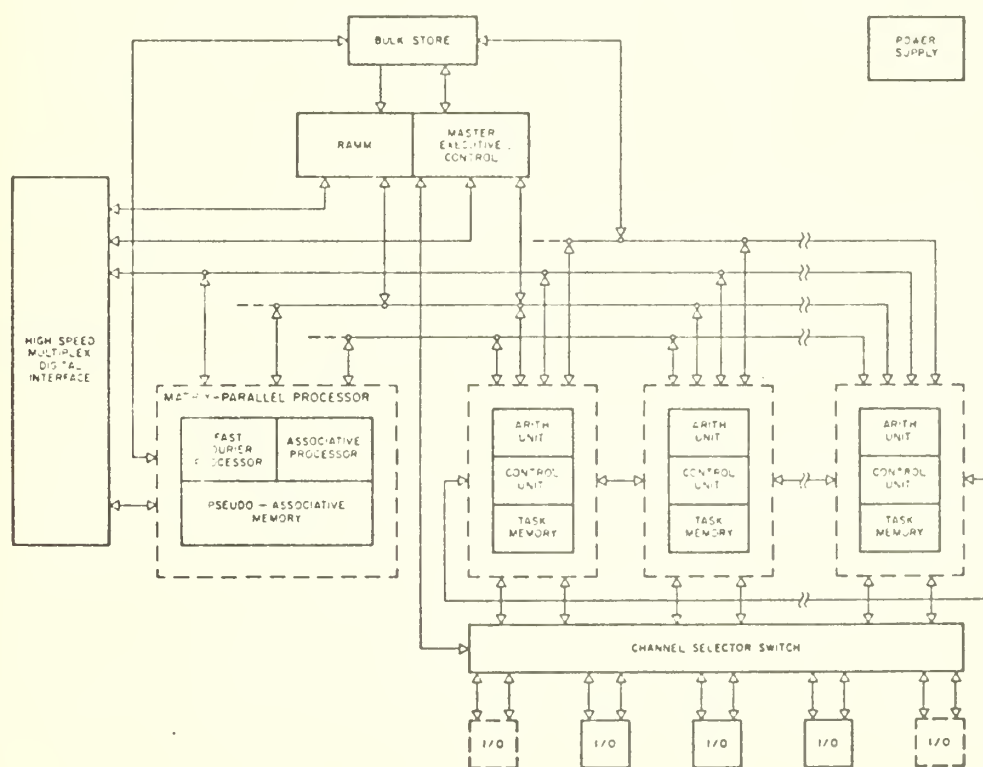 BULK STORE
POWER
SUPPLY
RAMM
MASTER
EXECUTIVE
CONTROL
HIGH SPEED
MULTIPLEX
DIGITAL
INTERFACE
MATRIX-PARALLEL PROCESSOR
FAST
FOURIER
PROCESSOR
ASSOCIATIVE
PROCESSOR
PSEUDO - ASSOCIATIVE
MEMORY
ARITH
UNIT
CONTROL
UNIT
TASK
MEMORY
ARITH
UNIT
CONTROL
UNIT
TASK
MEMORY
ARITH
UNIT
CONTROL
UNIT
TASK
MEMORY
CHANNEL SELECTOR SWITCH
I/O
I/O
I/O
I/O
I/O